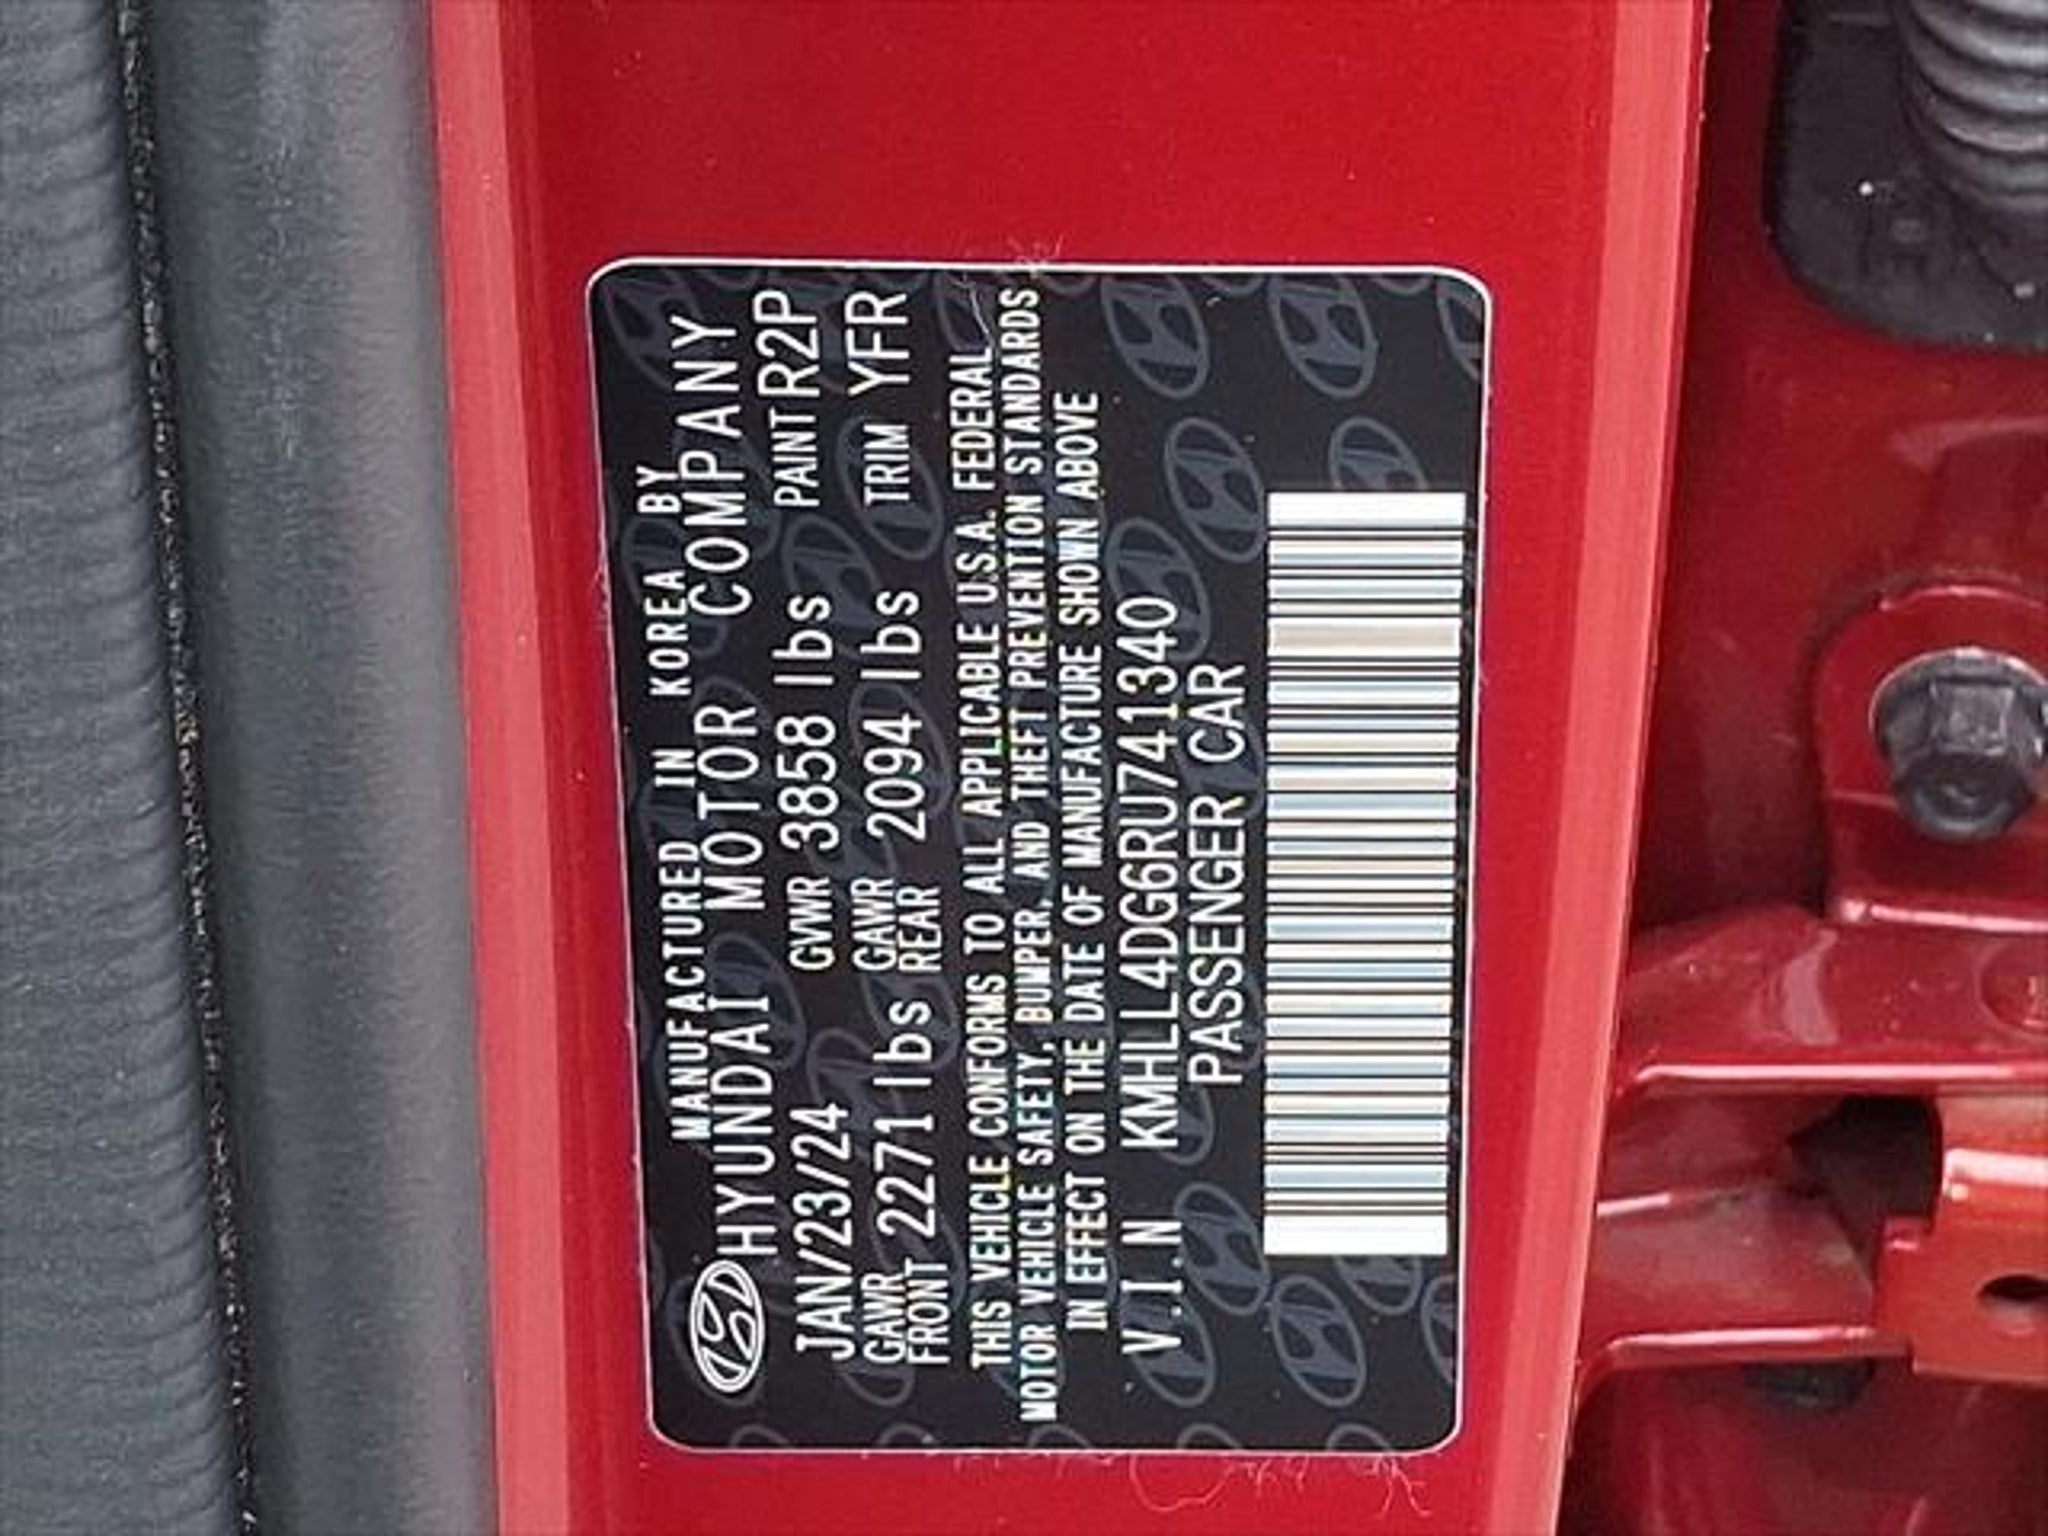 MANUFACTURED IN KOREA BY
HYUNDAI MOTOR COMPANY
JAN/23/24 GVWR 3858 lbs PAINT R2P
GAWR FRONT 2271 lbs GAWR REAR 2094 lbs TRIM YFR
THIS VEHICLE CONFORMS TO ALL APPLICABLE U.S.A. FEDERAL
MOTOR VEHICLE SAFETY, BUMPER, AND THEFT PREVENTION STANDARDS
IN EFFECT ON THE DATE OF MANUFACTURE SHOWN ABOVE
V.I.N KMHLL4DG6RU741340
PASSENGER CAR